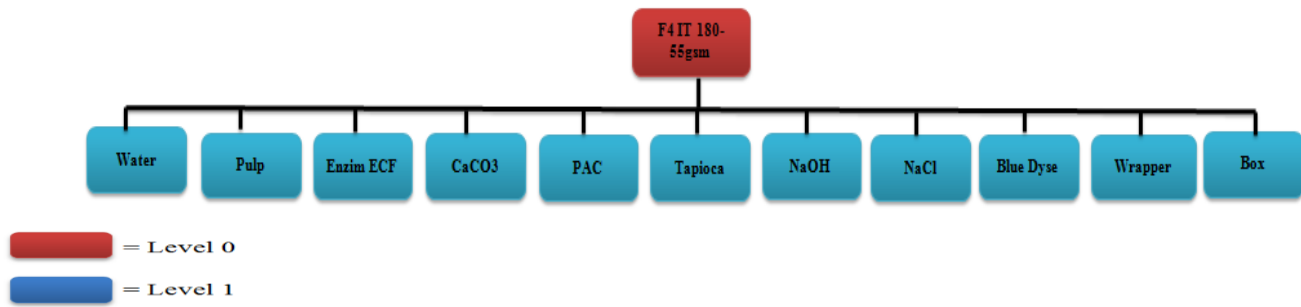 F4 IT 180-
55gsm
Water
Pulp
Enzim ECF
CaCO3
PAC
Tapioca
NaOH
NaCl
Blue Dyse
Wrapper
Box
= Level 0
= Level 1